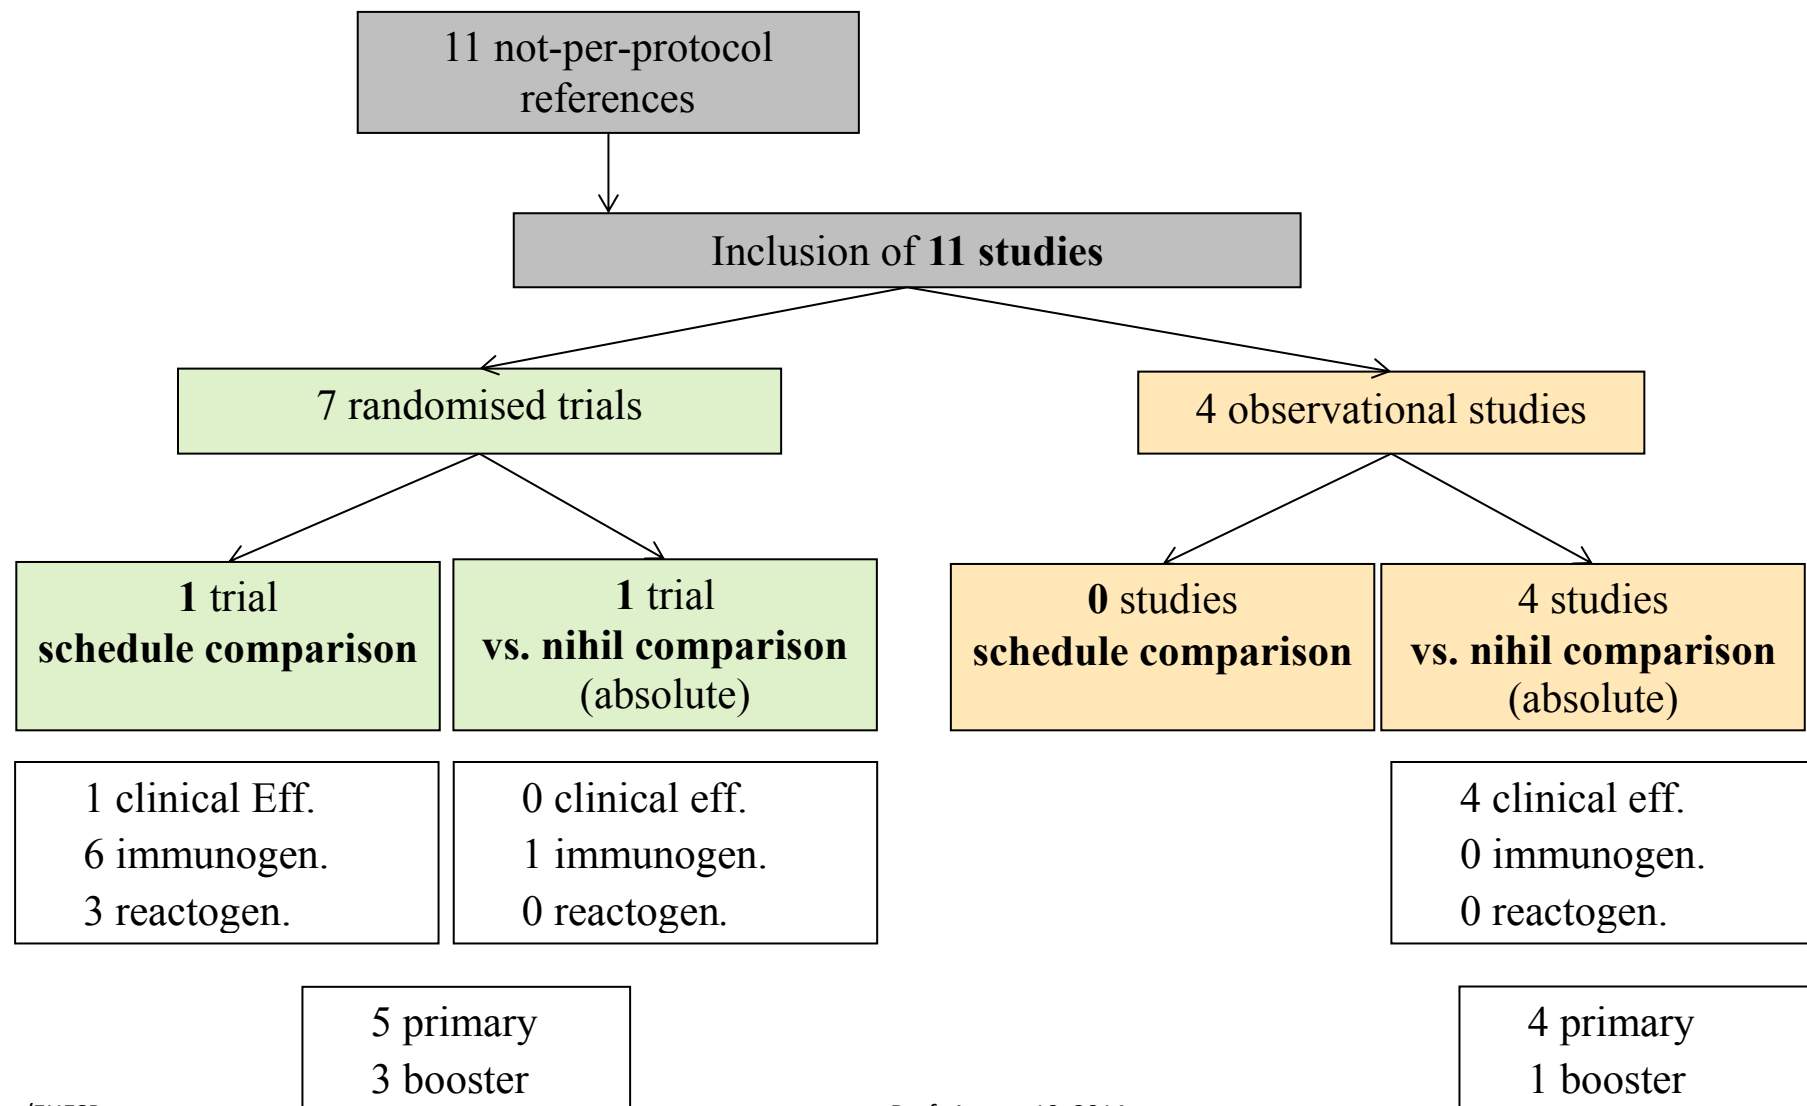 11 not-per-protocol
references
Inclusion of 11 studies
7 randomised trials
4 observational studies
1 trial
schedule comparison
1 trial
vs. nihil comparison
(absolute)
0 studies
schedule comparison
4 studies
vs. nihil comparison
(absolute)
1 clinical Eff.
6 immunogen.
3 reactogen.
0 clinical eff.
1 immunogen.
0 reactogen.
4 clinical eff.
0 immunogen.
0 reactogen.
5 primary
3 booster
4 primary
1 booster